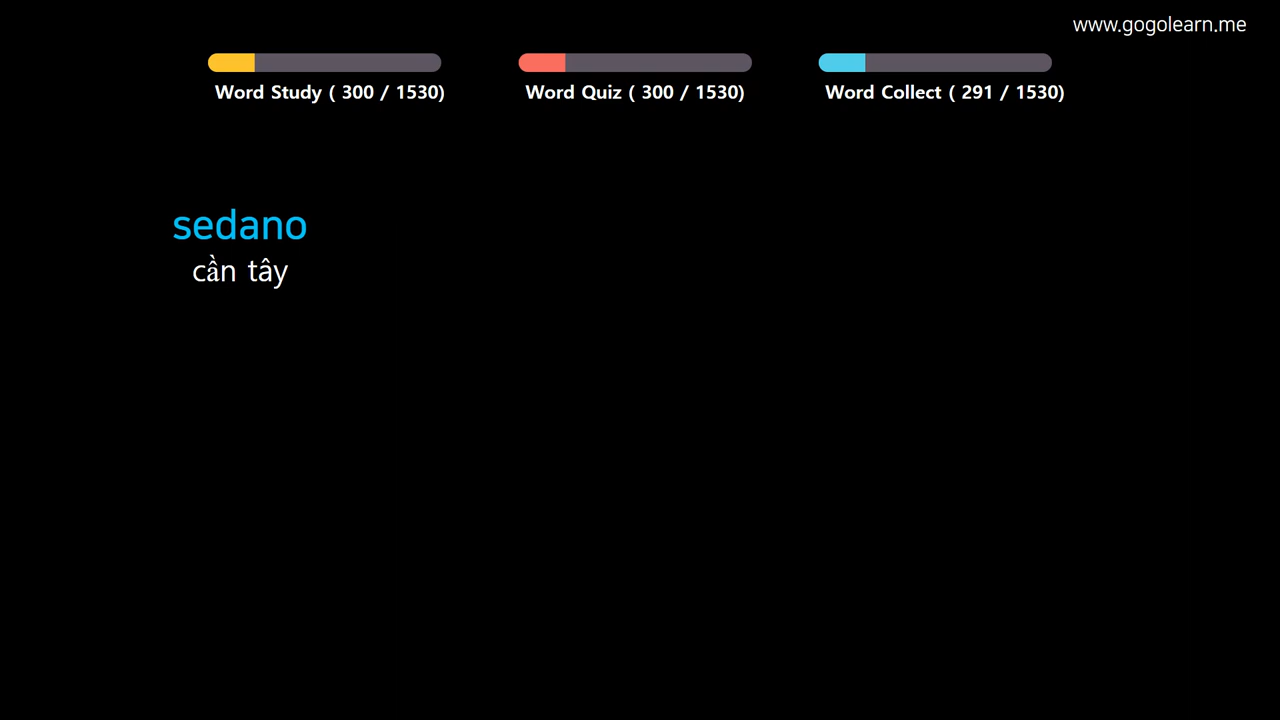 www.gogolearn.me
Word Study ( 300 / 1530)
Word Quiz ( 300 / 1530)
Word Collect ( 291 / 1530)
sedano
cần tây